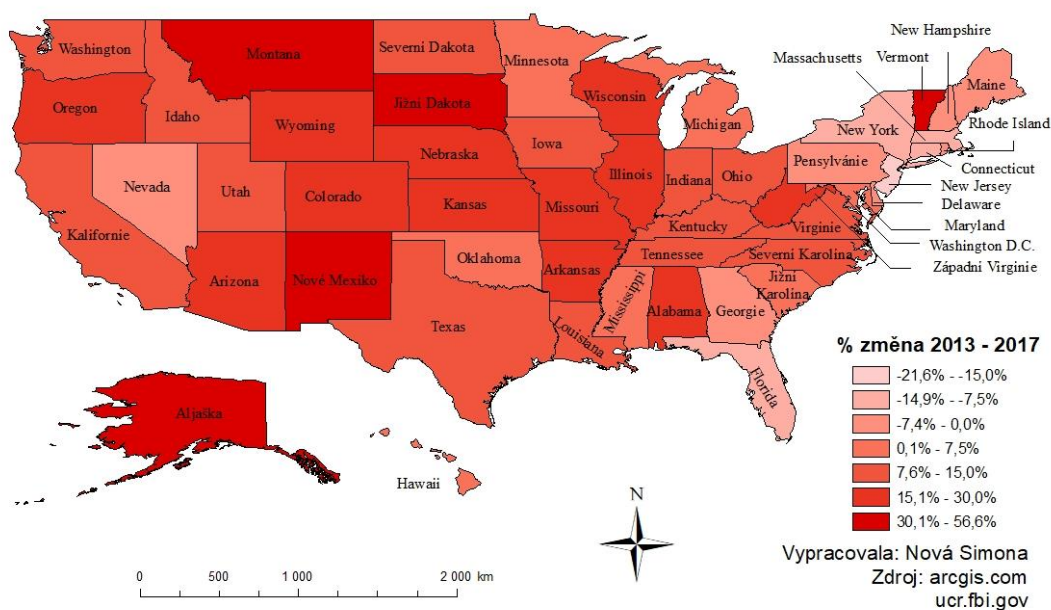 New Hampshire
Massachusetts
Vermont
Washington
Montana
Severní Dakota
Minnesota
Maine
Oregon
Idaho
Jižní Dakota
Wisconsin
Michigan
New York
Rhode Island
Wyoming
Iowa
Pensylvánie
Connecticut
Nebraska
Nevada
Utah
Colorado
Kansas
Missouri
Illinois
Indiana
Ohio
New Jersey
Delaware
Kalifornie
Kentucky
Virginie
Maryland
Washington D.C.
Tennessee
Severní Karolina
Západní Virginie
Arizona
Nové Mexiko
Oklahoma
Arkansas
Jižní
Karolina
Mississippi
Alabama
Georgie
Texas
Louisiana
Florida
Aljaška
Hawaii
% změna 2013 - 2017
-21,6% - -15,0%
-14,9% - -7,5%
-7,4% - 0,0%
0,1% - 7,5%
7,6% - 15,0%
15,1% - 30,0%
30,1% - 56,6%
N
0 500 1 000 2 000 km
Vypracovala: Nová Simona
Zdroj: arcgis.com
ucr.fbi.gov